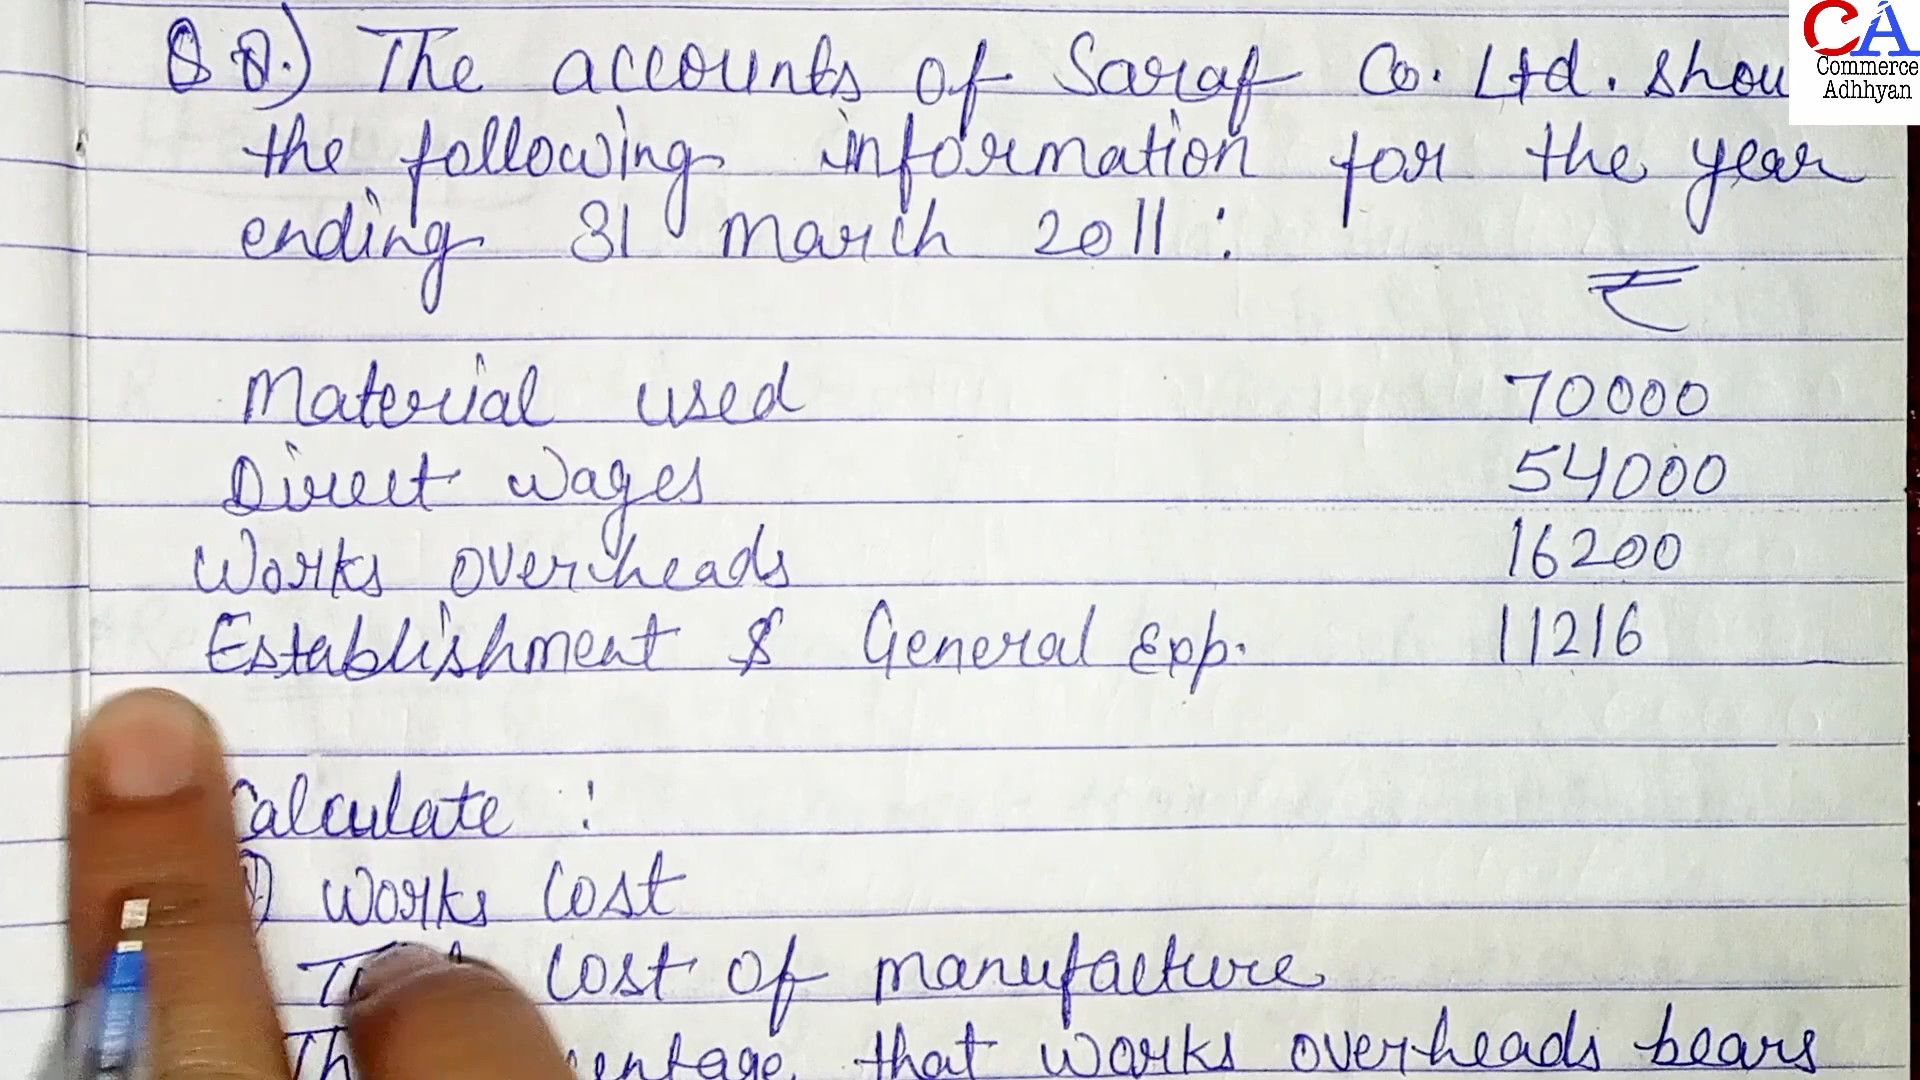 Q 8.) The accounts of Saraf Co. Ltd. show
the following information for the year
ending 31 March 2011 :
₹
Material used 70000
Direct wages 54000
Works overheads 16200
Establishment & General Exp. 11216
Calculate :
Works Cost
Cost of manufacture
that works overheads bears
CA
Commerce
Adhhyan